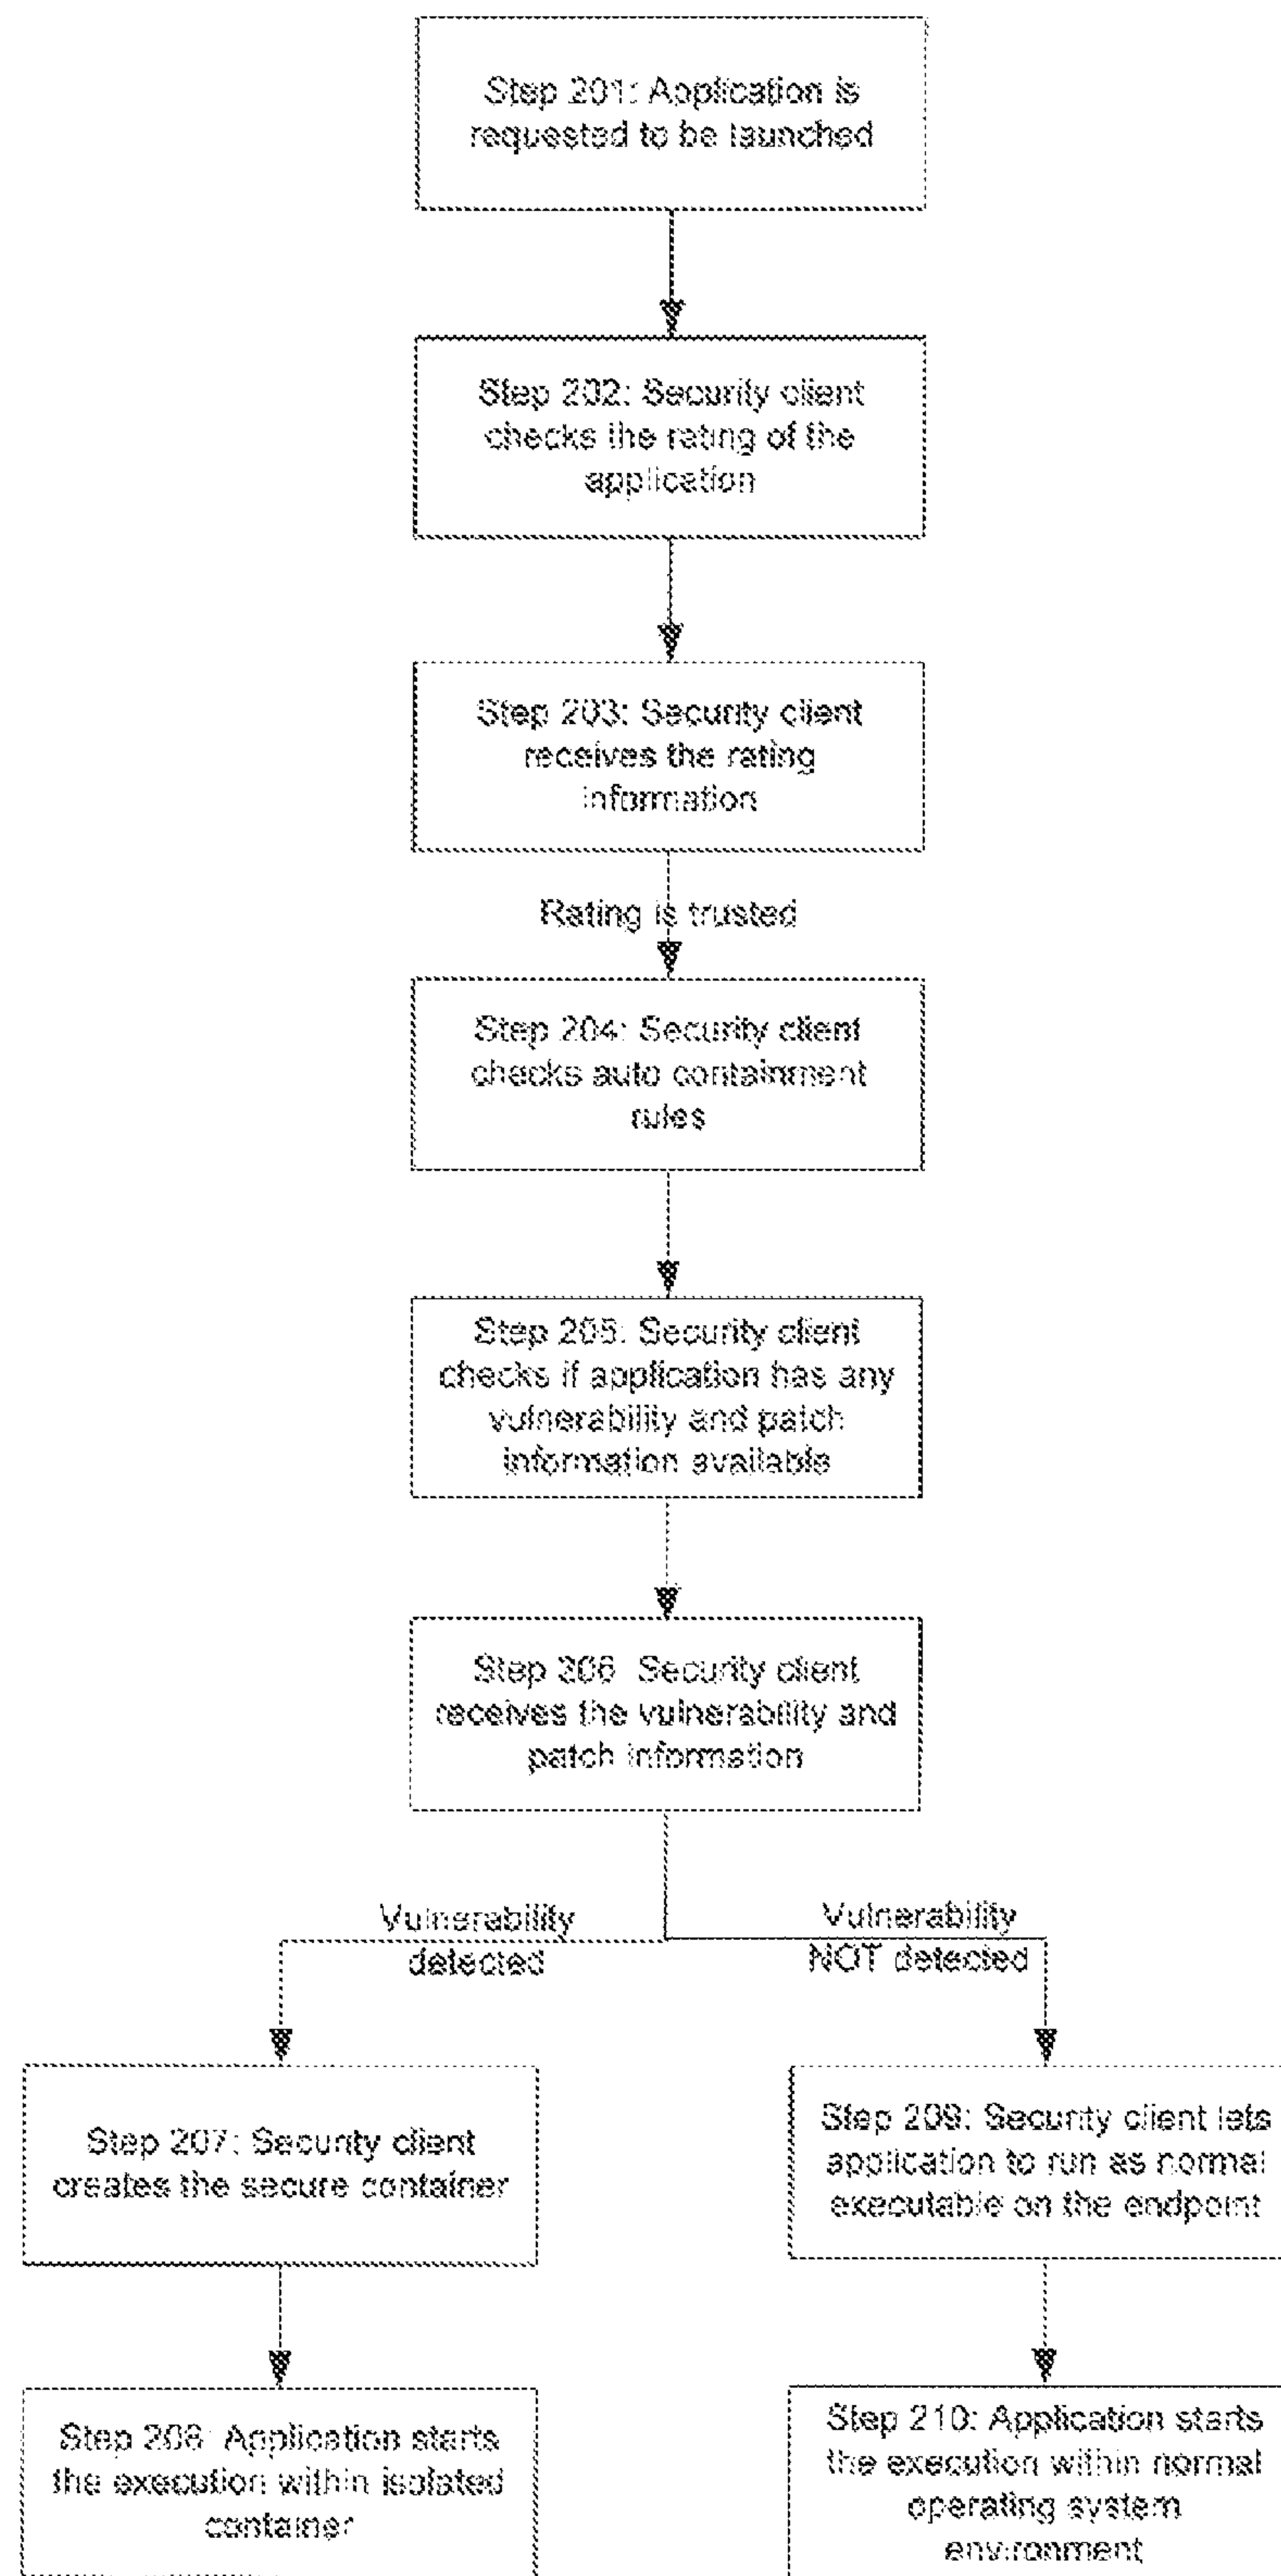 Step 201: Application is
requested to be launched
Step 202: Security client
checks the rating of the
application
Step 203: Security client
receives the rating
information
Rating is trusted
Step 204: Security client
checks auto containment
rules
Step 205: Security client
checks if application has any
vulnerability and patch
information available
Step 206 Security client
receives the vulnerability and
patch information
Vulnerability
detected
Vulnerability
NOT detected
Step 207: Security client
creates the secure container
Step 209: Security client lets
application to run as normal
executable on the endpoint
Step 208: Application starts
the execution within isolated
container
Step 210: Application starts
the execution within normal
operating system
environment